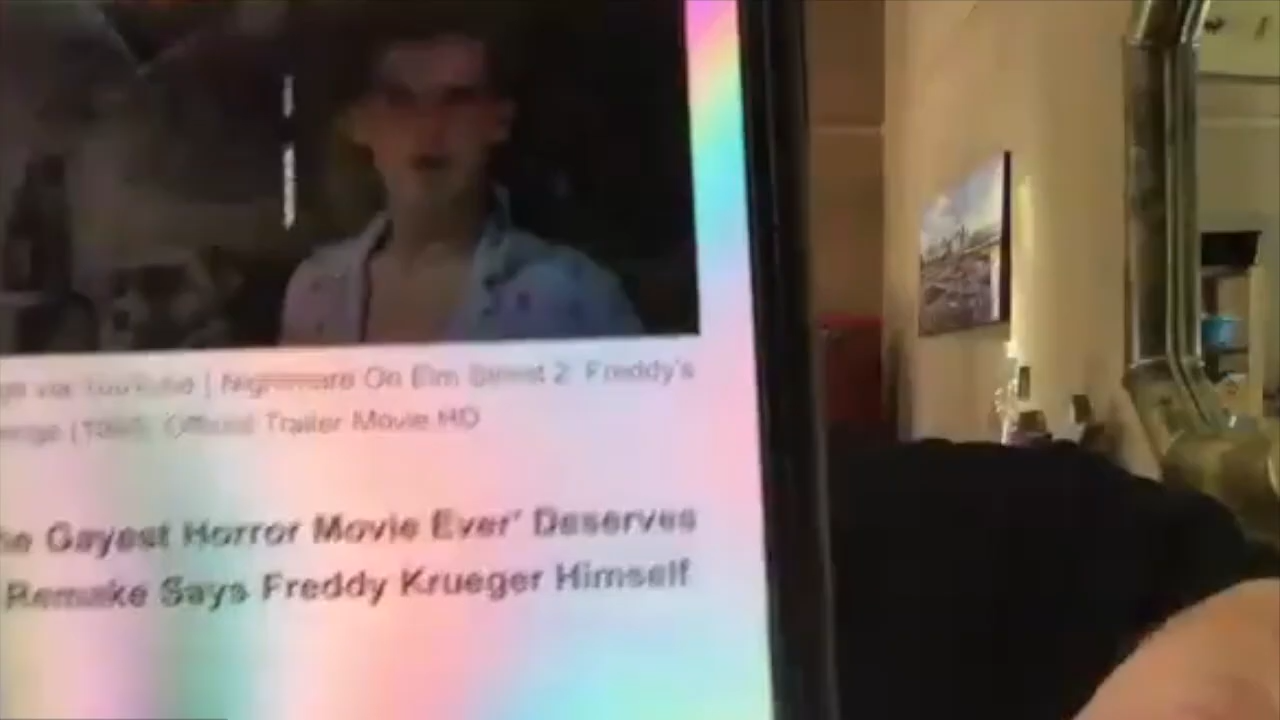 via YouTube | Nightmare On Elm Street 2: Freddy's
Official Trailer Movie HD
Gayest Horror Movie Ever' Deserves
Remake Says Freddy Krueger Himself